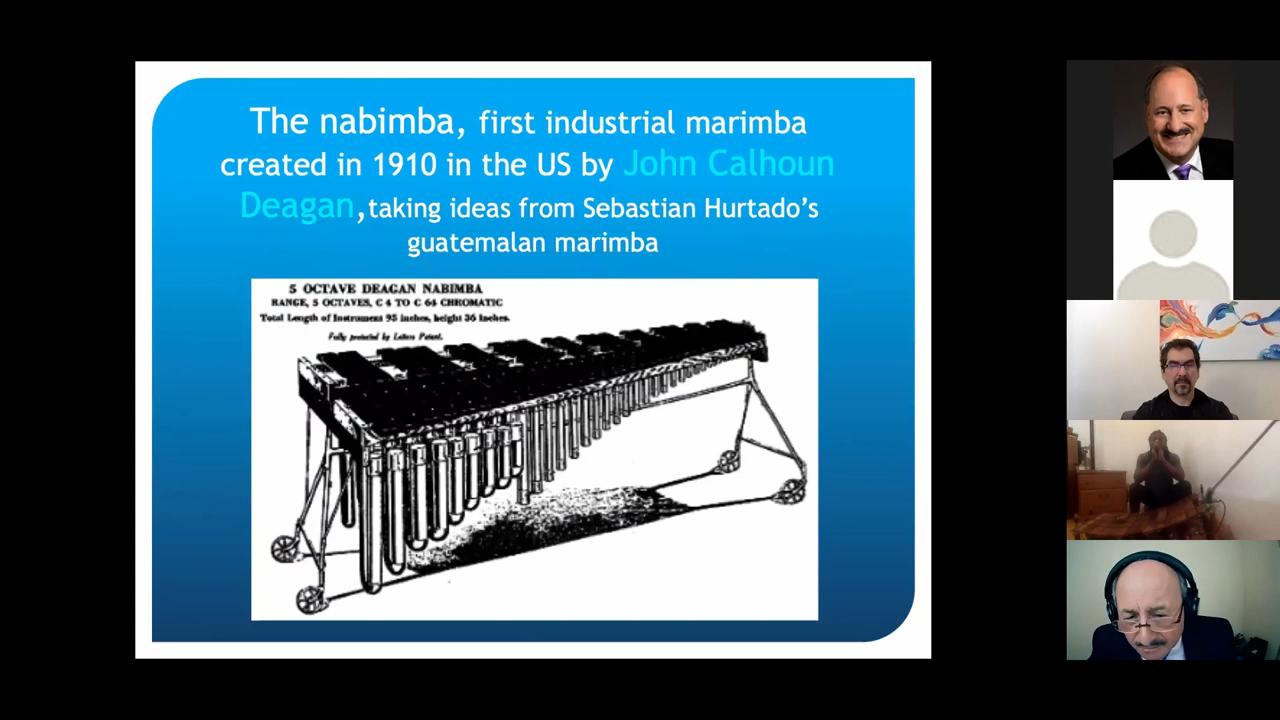 The nabimba, first industrial marimba
created in 1910 in the US by John Calhoun
Deagan,taking ideas from Sebastian Hurtado’s
guatemalan marimba
5 OCTAVE DEAGAN NABIMBA
RANGE, 5 OCTAVES, C 4 TO C 64 CHROMATIC
Total Length of Instrument 95 inches, height 36 inches.
Fully protected by Letters Patent.